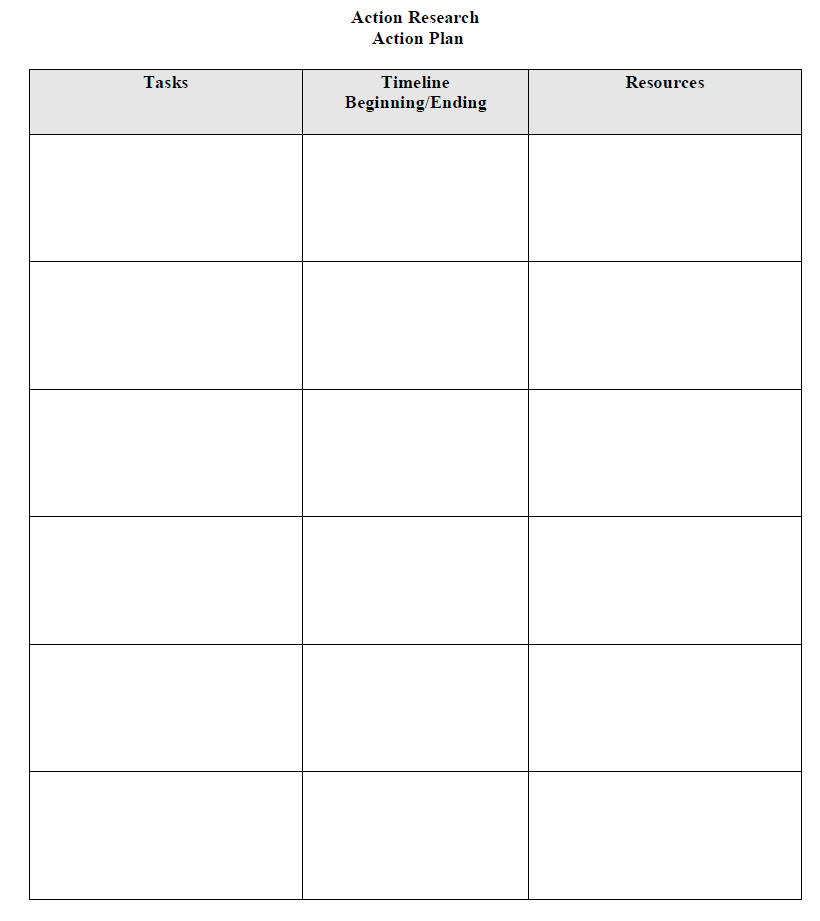 Action Research
Action Plan
Tasks
Timeline
Beginning/Ending
Resources